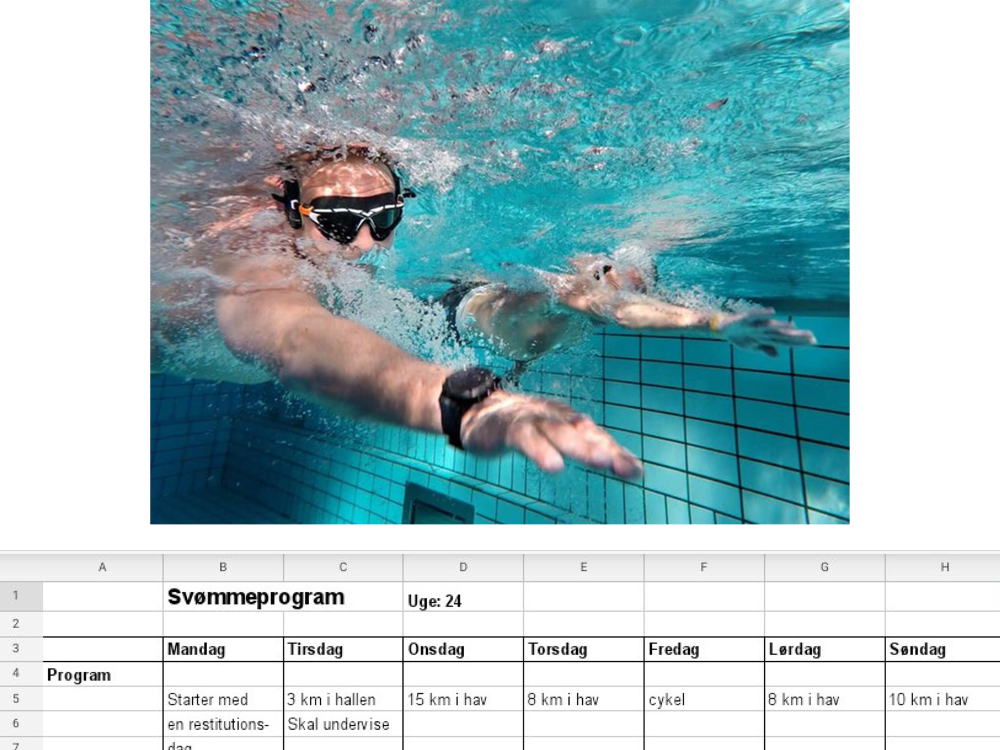 A B C D E F G H
1 Svømmeprogram Uge: 24
2
3 Mandag Tirsdag Onsdag Torsdag Fredag Lørdag Søndag
4 Program
5 Starter med 3 km i hallen 15 km i hav 8 km i hav cykel 8 km i hav 10 km i hav
6 en restitutions- Skal undervise
7 dag